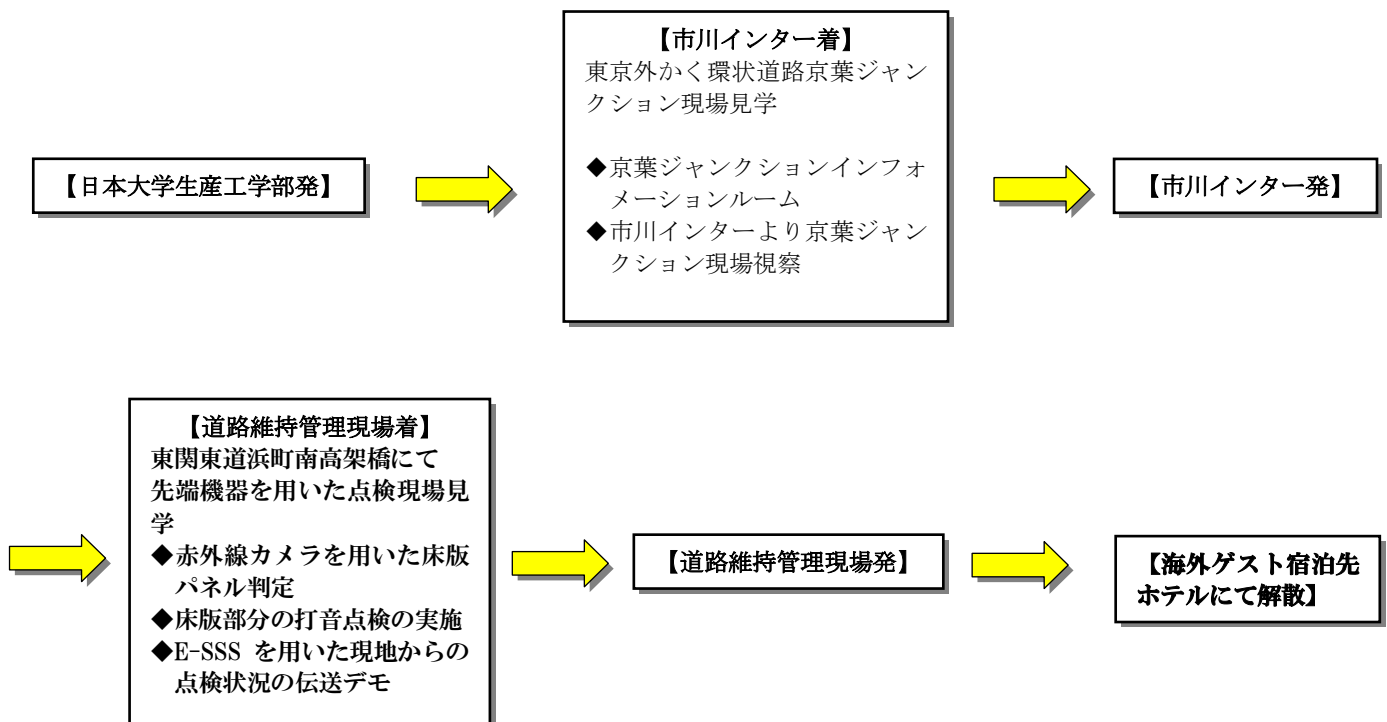 【日本大学生産工学部発】
【市川インター着】
東京外かく環状道路京葉ジャン
クション現場見学
◆京葉ジャンクションインフォ
メーションルーム
◆市川インターより京葉ジャン
クション現場視察
【市川インター発】
【道路維持管理現場着】
東関東道浜町南高架橋にて
先端機器を用いた点検現場見
学
◆赤外線カメラを用いた床版
パネル判定
◆床版部分の打音点検の実施
◆E-SSS を用いた現地からの
点検状況の伝送デモ
【道路維持管理現場発】
【海外ゲスト宿泊先
ホテルにて解散】